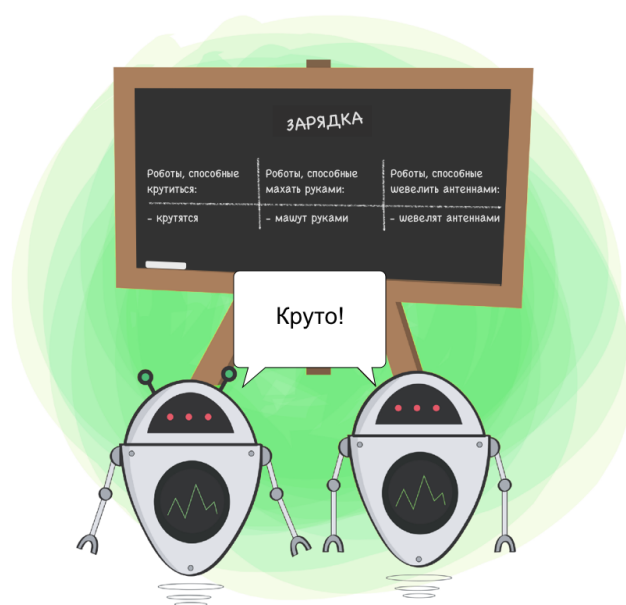 ЗАРЯДКА
Роботы, способные
крутиться:
- крутятся
Роботы, способные
махать руками:
- машут руками
Роботы, способные
шевелить антеннами:
- шевелят антеннами
Круто!